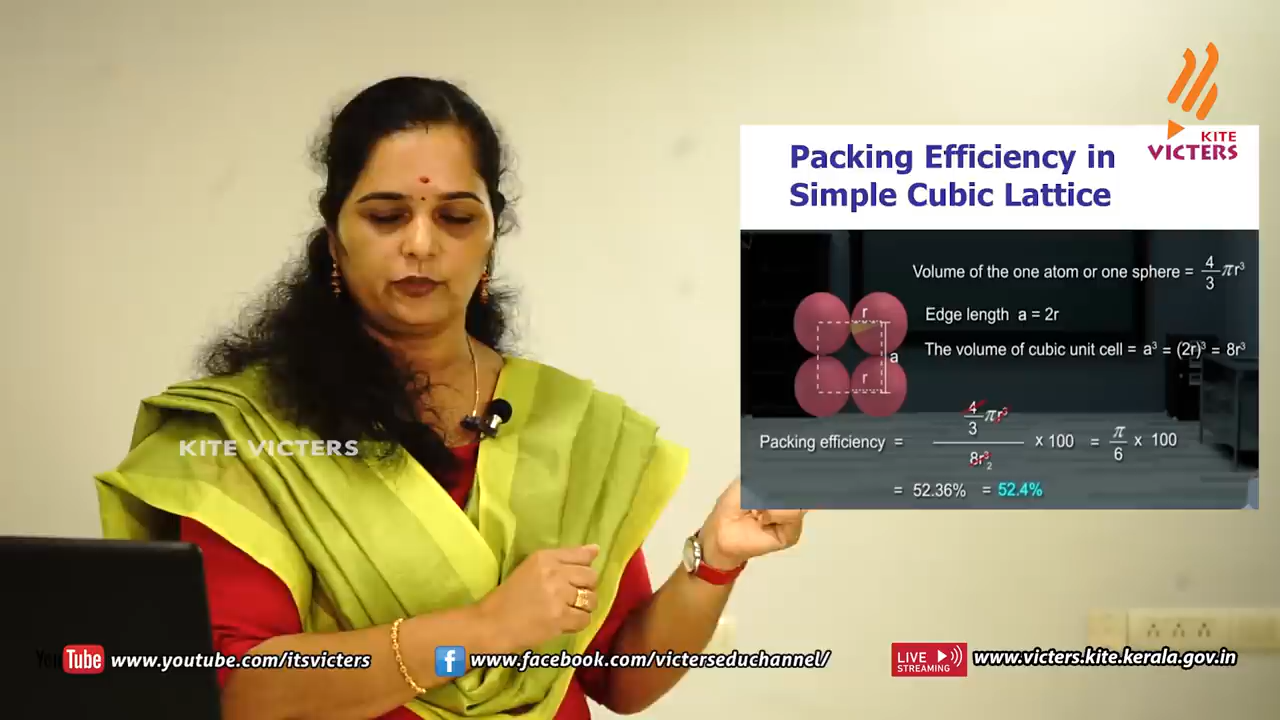 KITE
VICTERS
Packing Efficiency in
Simple Cubic Lattice
Volume of the one atom or one sphere = 4/3 πr³
Edge length a = 2r
The volume of cubic unit cell = a³ = (2r)³ = 8r³
r
a
r
Packing efficiency = 4/3 πr³ / 8r³ 2 x 100 = π/6 x 100
= 52.36% = 52.4%
KITE VICTERS
You Tube www.youtube.com/itsvicters
f www.facebook.com/victerseduchannel/
LIVE STREAMING www.victers.kite.kerala.gov.in